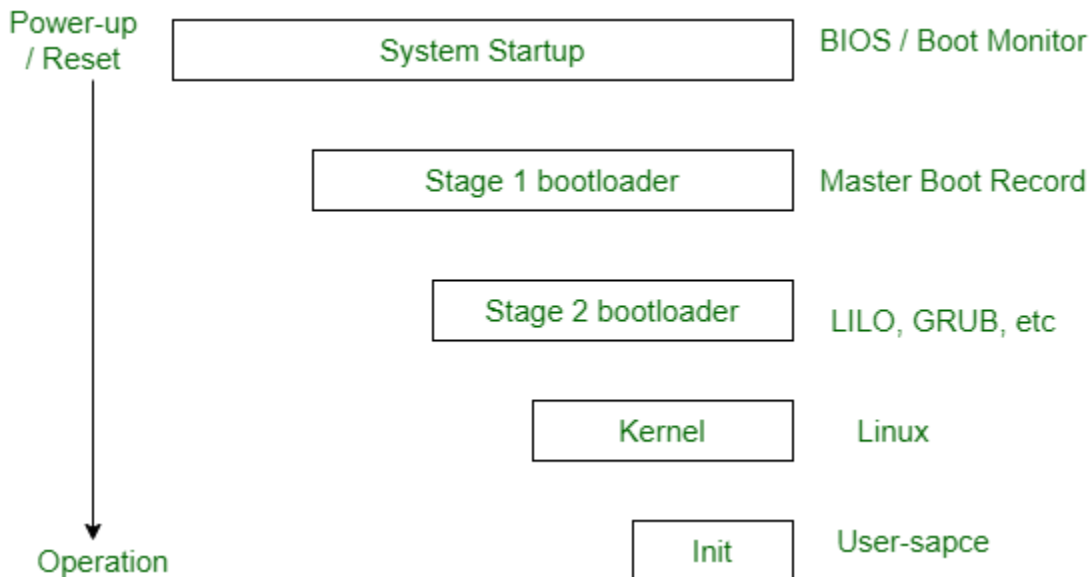 Power-up
/ Reset
System Startup
BIOS / Boot Monitor
Stage 1 bootloader
Master Boot Record
Stage 2 bootloader
LILO, GRUB, etc
Kernel
Linux
Init
User-sapce
Operation